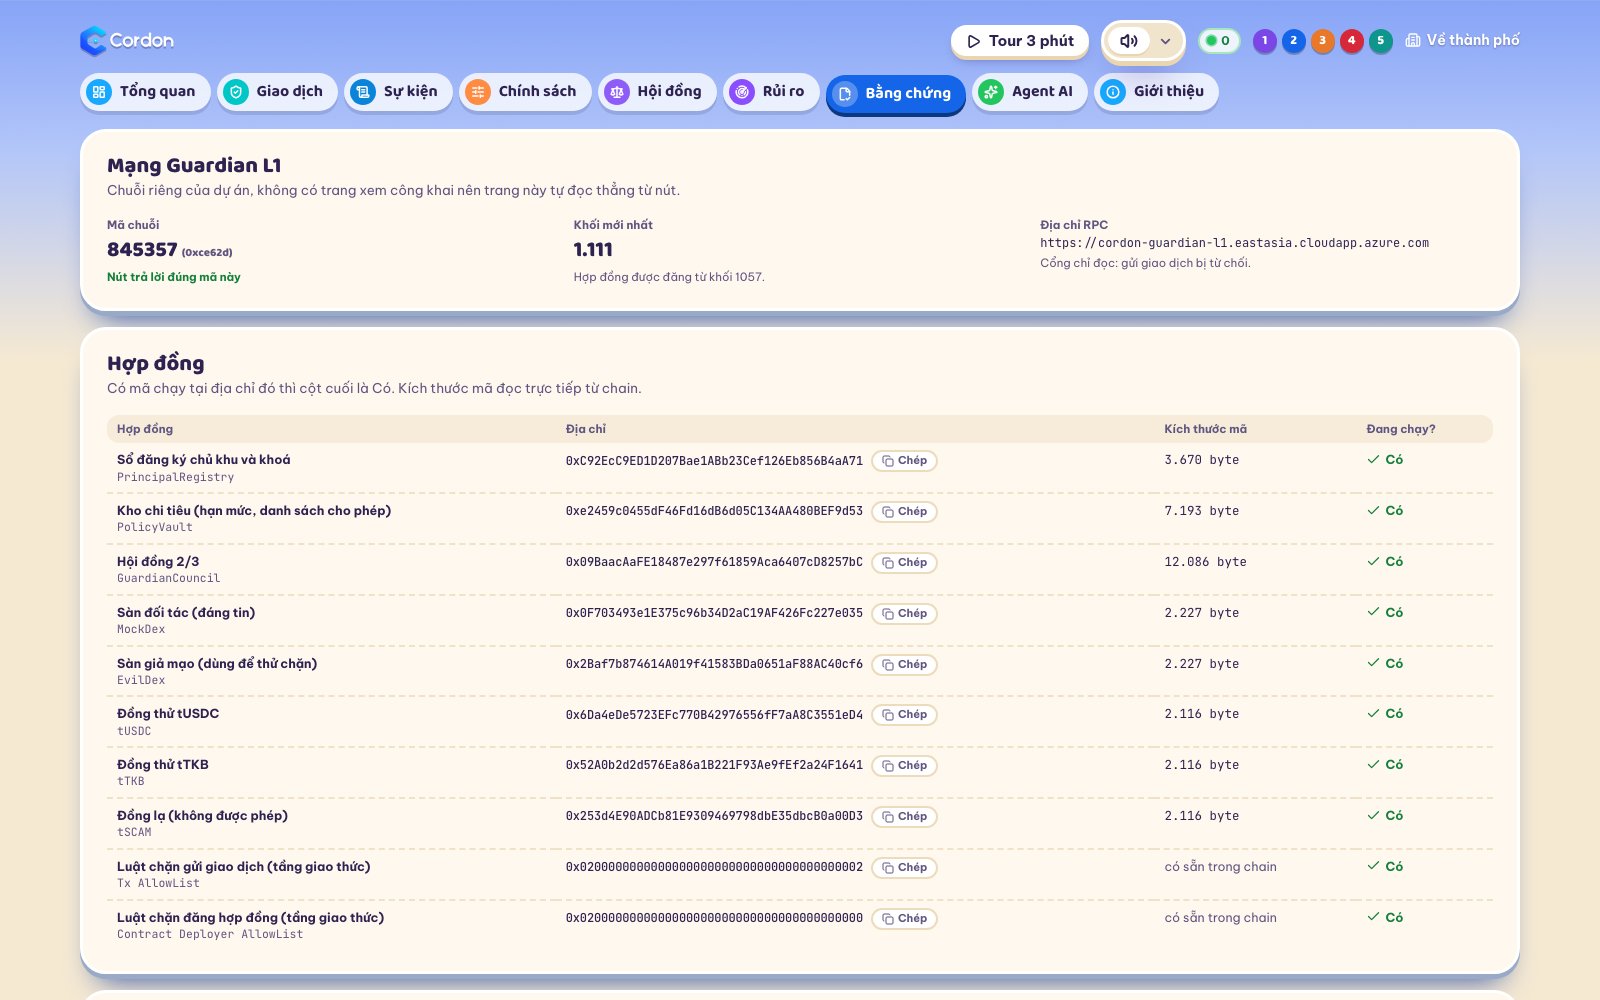 Cordon
Tour 3 phút
0
1 2 3 4 5
Về thành phố
Tổng quan
Giao dịch
Sự kiện
Chính sách
Hội đồng
Rủi ro
Bằng chứng
Agent AI
Giới thiệu
Mạng Guardian L1
Chuỗi riêng của dự án, không có trang xem công khai nên trang này tự đọc thẳng từ nút.
Mã chuỗi
845357 (0xce62d)
Nút trả lời đúng mã này
Khối mới nhất
1.111
Hợp đồng được đăng từ khối 1057.
Địa chỉ RPC
https://cordon-guardian-l1.eastasia.cloudapp.azure.com
Cổng chỉ đọc: gửi giao dịch bị từ chối.
Hợp đồng
Có mã chạy tại địa chỉ đó thì cột cuối là Có. Kích thước mã đọc trực tiếp từ chain.
Hợp đồng Địa chỉ Kích thước mã Đang chạy?
Sổ đăng ký chủ khu và khoá 0xC92EcC9ED1D207Bae1ABb23Cef126Eb856B4aA71 Chép 3.670 byte Có
PrincipalRegistry
Kho chi tiêu (hạn mức, danh sách cho phép) 0xe2459c0455dF46Fd16dB6d05C134AA480BEF9d53 Chép 7.193 byte Có
PolicyVault
Hội đồng 2/3 0x09BaacAaFE18487e297f61859Aca6407cD8257bC Chép 12.086 byte Có
GuardianCouncil
Sàn đối tác (đáng tin) 0x0F703493e1E375c96b34D2aC19AF426Fc227e035 Chép 2.227 byte Có
MockDex
Sàn giả mạo (dùng để thử chặn) 0x2Baf7b874614A019f41583BDa0651aF88AC40cf6 Chép 2.227 byte Có
EvilDex
Đồng thử tUSDC 0x6Da4eDe5723EFc770B42976556fF7aA8C3551eD4 Chép 2.116 byte Có
tUSDC
Đồng thử tTKB 0x52A0b2d2d576Ea86a1B221F93Ae9fEf2a24F1641 Chép 2.116 byte Có
tTKB
Đồng lạ (không được phép) 0x253d4E90ADCb81E9309469798dbE35dbcB0a00D3 Chép 2.116 byte Có
tSCAM
Luật chặn gửi giao dịch (tầng giao thức) 0x0200000000000000000000000000000000000002 Chép có sẵn trong chain Có
Tx AllowList
Luật chặn đăng hợp đồng (tầng giao thức) 0x0200000000000000000000000000000000000000 Chép có sẵn trong chain Có
Contract Deployer AllowList